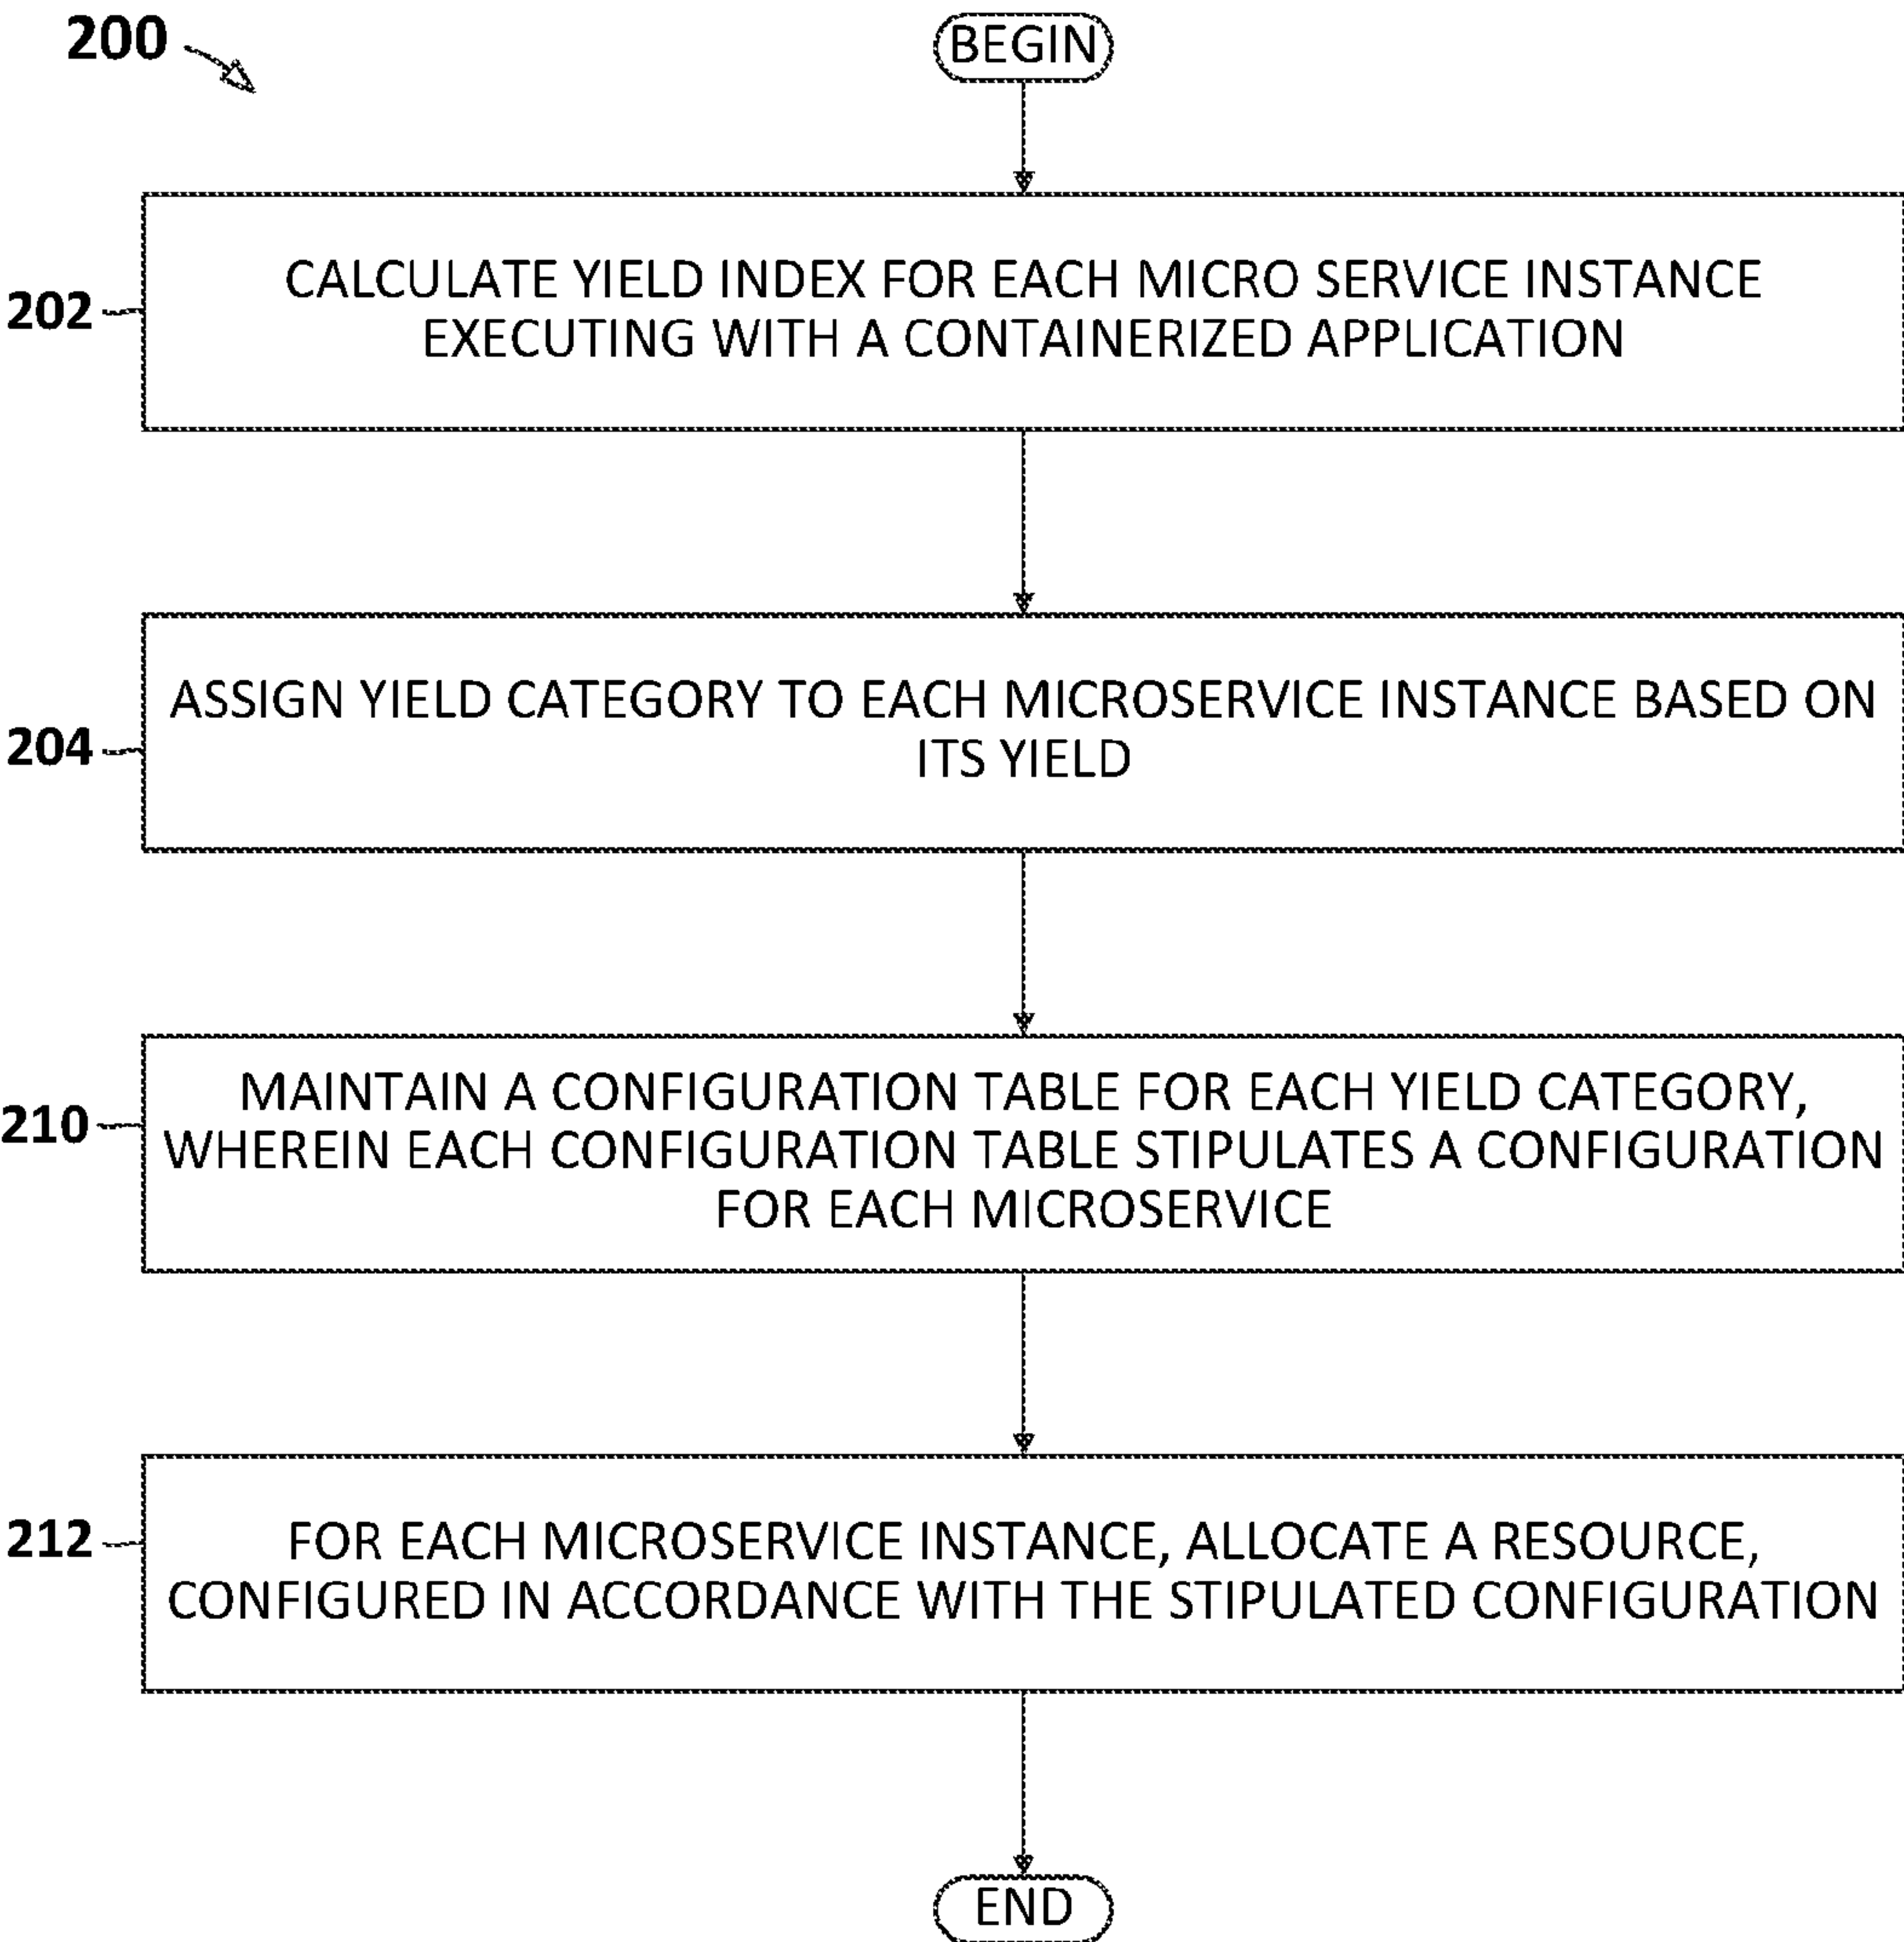 200
BEGIN
202
CALCULATE YIELD INDEX FOR EACH MICRO SERVICE INSTANCE
EXECUTING WITH A CONTAINERIZED APPLICATION
204
ASSIGN YIELD CATEGORY TO EACH MICROSERVICE INSTANCE BASED ON
ITS YIELD
210
MAINTAIN A CONFIGURATION TABLE FOR EACH YIELD CATEGORY,
WHEREIN EACH CONFIGURATION TABLE STIPULATES A CONFIGURATION
FOR EACH MICROSERVICE
212
FOR EACH MICROSERVICE INSTANCE, ALLOCATE A RESOURCE,
CONFIGURED IN ACCORDANCE WITH THE STIPULATED CONFIGURATION
END